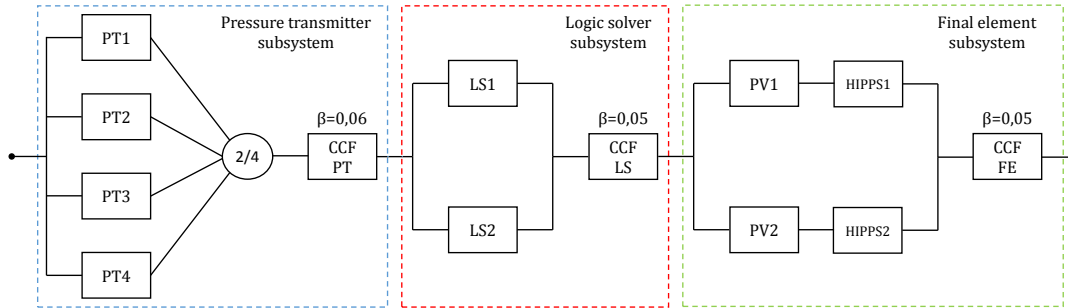 Pressure transmitter
subsystem
PT1
PT2
PT3
PT4
2/4
β=0,06
CCF
PT
Logic solver
subsystem
LS1
LS2
β=0,05
CCF
LS
Final element
subsystem
PV1
HIPPS1
PV2
HIPPS2
β=0,05
CCF
FE